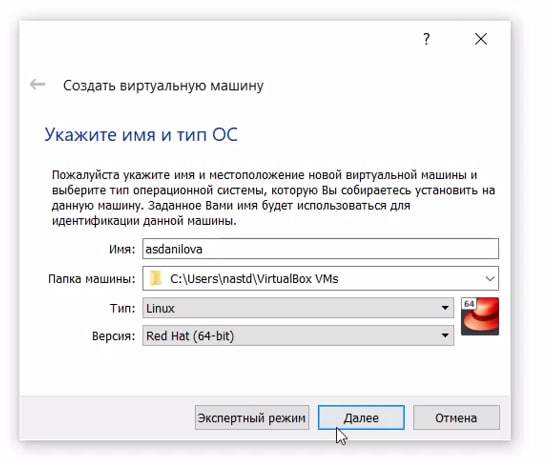 ?
Создать виртуальную машину
Укажите имя и тип ОС
Пожалуйста укажите имя и местоположение новой виртуальной машины и
выберите тип операционной системы, которую Вы собираетесь установить на
данную машину. Заданное Вами имя будет использоваться для
идентификации данной машины.
Имя: asdanilova
Папка машины: C:\Users\nastd\VirtualBox VMs
Тип: Linux
64
Версия: Red Hat (64-bit)
Экспертный режим Далее Отмена